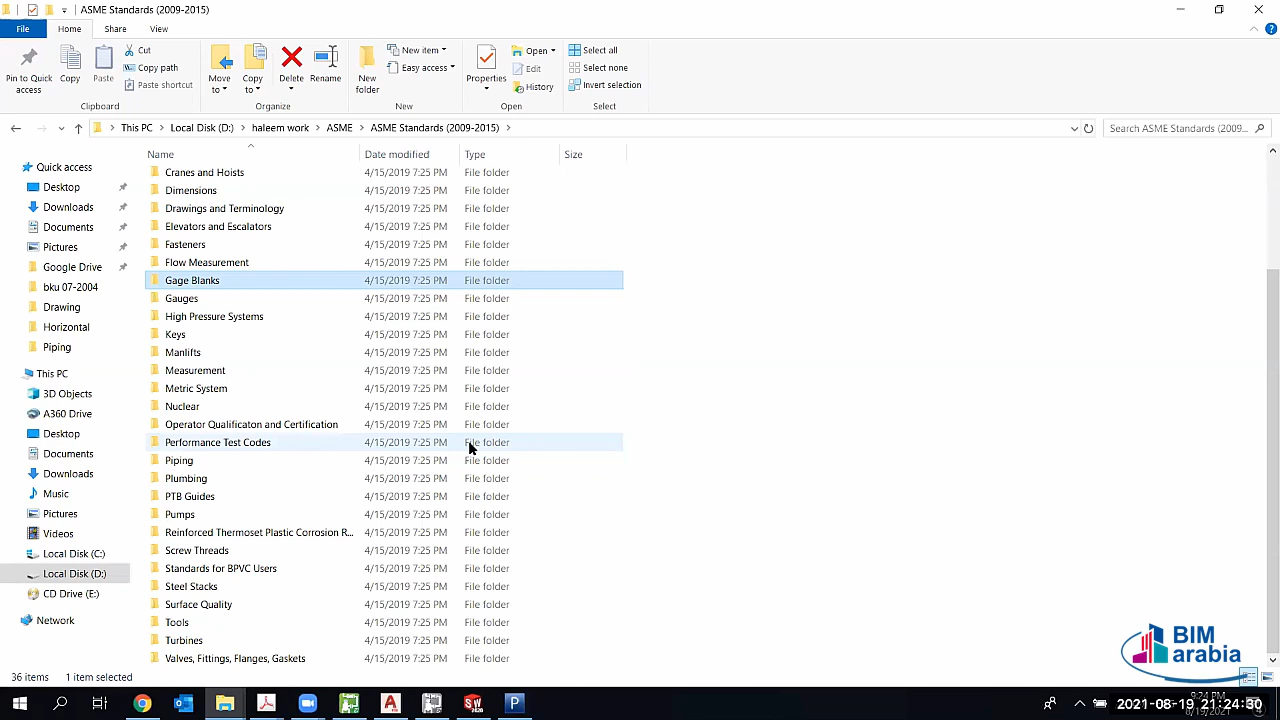 ASME Standards (2009-2015)
File
Home
Share
View
Pin to Quick access
Copy
Paste
Cut
Copy path
Paste shortcut
Clipboard
Move to
Copy to
Delete
Rename
Organize
New folder
New item
Easy access
New
Properties
Open
Edit
History
Open
Select all
Select none
Invert selection
Select
This PC > Local Disk (D:) > haleem work > ASME > ASME Standards (2009-2015) >
Search ASME Standards (2009...
Quick access
Desktop
Downloads
Documents
Pictures
Google Drive
bku 07-2004
Drawing
Horizontal
Piping
This PC
3D Objects
A360 Drive
Desktop
Documents
Downloads
Music
Pictures
Videos
Local Disk (C:)
Local Disk (D:)
CD Drive (E:)
Network
Name Date modified Type Size
Cranes and Hoists 4/15/2019 7:25 PM File folder
Dimensions 4/15/2019 7:25 PM File folder
Drawings and Terminology 4/15/2019 7:25 PM File folder
Elevators and Escalators 4/15/2019 7:25 PM File folder
Fasteners 4/15/2019 7:25 PM File folder
Flow Measurement 4/15/2019 7:25 PM File folder
Gage Blanks 4/15/2019 7:25 PM File folder
Gauges 4/15/2019 7:25 PM File folder
High Pressure Systems 4/15/2019 7:25 PM File folder
Keys 4/15/2019 7:25 PM File folder
Manlifts 4/15/2019 7:25 PM File folder
Measurement 4/15/2019 7:25 PM File folder
Metric System 4/15/2019 7:25 PM File folder
Nuclear 4/15/2019 7:25 PM File folder
Operator Qualificaton and Certification 4/15/2019 7:25 PM File folder
Performance Test Codes 4/15/2019 7:25 PM File folder
Piping 4/15/2019 7:25 PM File folder
Plumbing 4/15/2019 7:25 PM File folder
PTB Guides 4/15/2019 7:25 PM File folder
Pumps 4/15/2019 7:25 PM File folder
Reinforced Thermoset Plastic Corrosion R... 4/15/2019 7:25 PM File folder
Screw Threads 4/15/2019 7:25 PM File folder
Standards for BPVC Users 4/15/2019 7:25 PM File folder
Steel Stacks 4/15/2019 7:25 PM File folder
Surface Quality 4/15/2019 7:25 PM File folder
Tools 4/15/2019 7:25 PM File folder
Turbines 4/15/2019 7:25 PM File folder
Valves, Fittings, Flanges, Gaskets 4/15/2019 7:25 PM File folder
BIM
arabia
36 items 1 item selected
9:24 PM
2021-08-19 21:24:30
8/19/2021